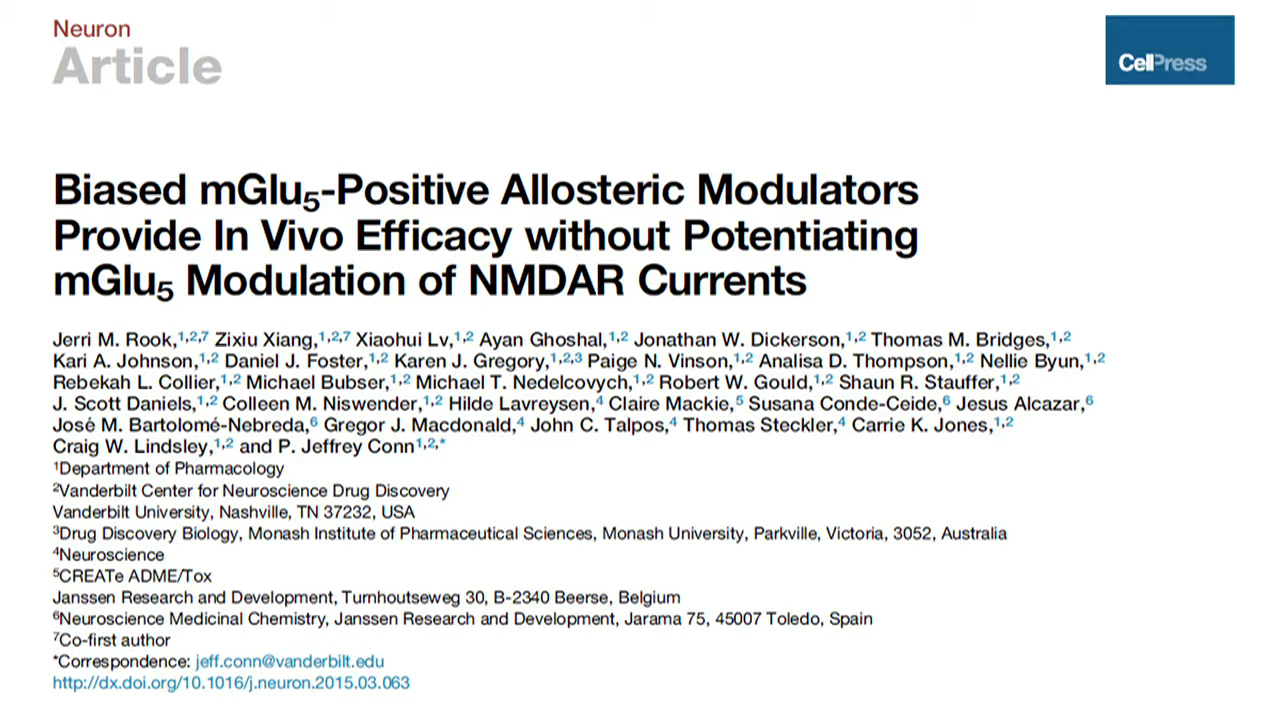 Neuron
Article
CellPress
Biased mGlu₅-Positive Allosteric Modulators
Provide In Vivo Efficacy without Potentiating
mGlu₅ Modulation of NMDAR Currents
Jerri M. Rook,¹,²,⁷ Zixiu Xiang,¹,²,⁷ Xiaohui Lv,¹,² Ayan Ghoshal,¹,² Jonathan W. Dickerson,¹,² Thomas M. Bridges,¹,²
Kari A. Johnson,¹,² Daniel J. Foster,¹,² Karen J. Gregory,¹,²,³ Paige N. Vinson,¹,² Analisa D. Thompson,¹,² Nellie Byun,¹,²
Rebekah L. Collier,¹,² Michael Bubser,¹,² Michael T. Nedelcovych,¹,² Robert W. Gould,¹,² Shaun R. Stauffer,¹,²
J. Scott Daniels,¹,² Colleen M. Niswender,¹,² Hilde Lavreysen,⁴ Claire Mackie,⁵ Susana Conde-Ceide,⁶ Jesus Alcazar,⁶
José M. Bartolomé-Nebreda,⁶ Gregor J. Macdonald,⁴ John C. Talpos,⁴ Thomas Steckler,⁴ Carrie K. Jones,¹,²
Craig W. Lindsley,¹,² and P. Jeffrey Conn¹,²,*
¹Department of Pharmacology
²Vanderbilt Center for Neuroscience Drug Discovery
Vanderbilt University, Nashville, TN 37232, USA
³Drug Discovery Biology, Monash Institute of Pharmaceutical Sciences, Monash University, Parkville, Victoria, 3052, Australia
⁴Neuroscience
⁵CREATe ADME/Tox
Janssen Research and Development, Turnhoutseweg 30, B-2340 Beerse, Belgium
⁶Neuroscience Medicinal Chemistry, Janssen Research and Development, Jarama 75, 45007 Toledo, Spain
⁷Co-first author
*Correspondence: jeff.conn@vanderbilt.edu
http://dx.doi.org/10.1016/j.neuron.2015.03.063